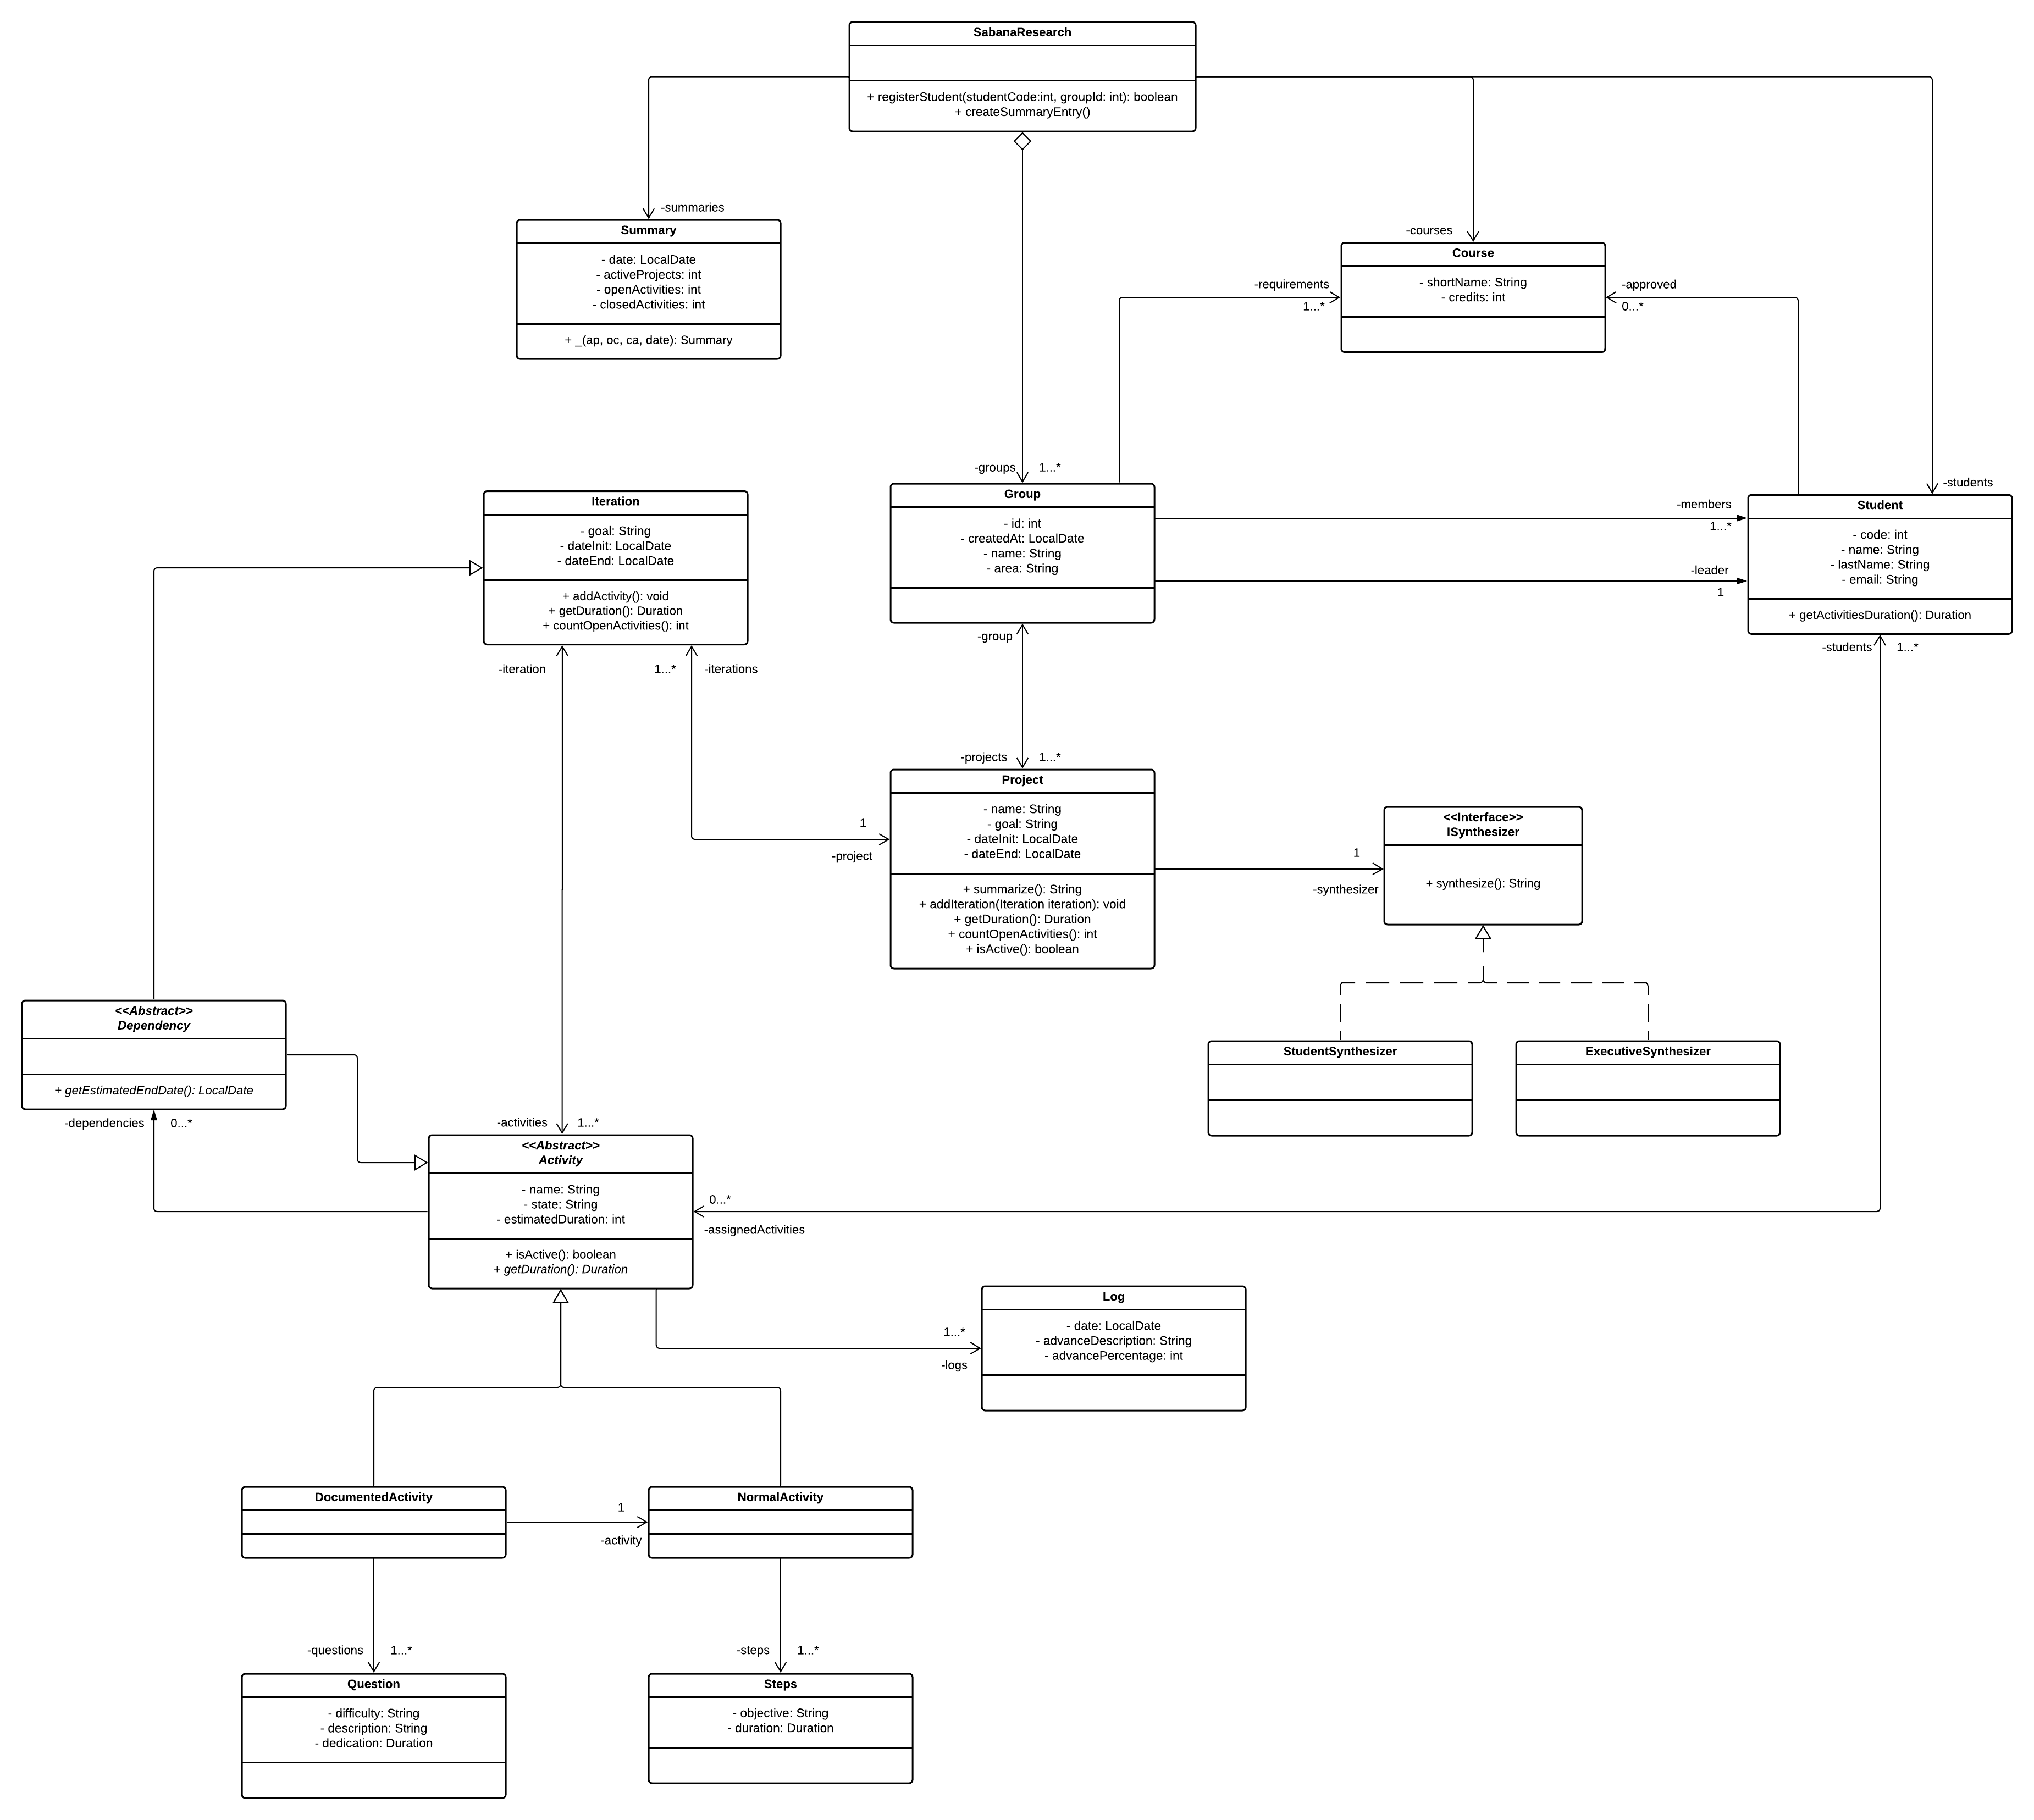 SabanaResearch
+ registerStudent(studentCode:int, groupId: int): boolean
+ createSummaryEntry()
-summaries
Summary
- date: LocalDate
- activeProjects: int
- openActivities: int
- closedActivities: int
+ _(ap, oc, ca, date): Summary
-courses
Course
- shortName: String
- credits: int
-requirements
1...*
-approved
0...*
-groups
1...*
Group
- id: int
- createdAt: LocalDate
- name: String
- area: String
-members
1...*
-leader
1
-students
Student
- code: int
- name: String
- lastName: String
- email: String
+ getActivitiesDuration(): Duration
-students
1...*
Iteration
- goal: String
- dateInit: LocalDate
- dateEnd: LocalDate
+ addActivity(): void
+ getDuration(): Duration
+ countOpenActivities: int
-iteration
1...*
-iterations
-group
-projects
1...*
Project
- name: String
- goal: String
- dateInit: LocalDate
- dateEnd: LocalDate
+ summarize(): String
+ addIteration(Iteration iteration): void
+ getDuration(): Duration
+ countOpenActivities(): int
+ isActive(): boolean
1
-project
1
-synthesizer
<<Interface>>
ISynthesizer
+ synthesize(): String
StudentSynthesizer
ExecutiveSynthesizer
<<Abstract>>
Dependency
+ getEstimatedEndDate(): LocalDate
-dependencies
0...*
-activities
1...*
<<Abstract>>
Activity
- name: String
- state: String
- estimatedDuration: int
+ isActive(): boolean
+ getDuration(): Duration
0...*
-assignedActivities
1...*
-logs
Log
- date: LocalDate
- advanceDescription: String
- advancePercentage: int
DocumentedActivity
1
-activity
NormalActivity
-questions
1...*
-steps
1...*
Question
- difficulty: String
- description: String
- dedication: Duration
Steps
- objective: String
- duration: Duration